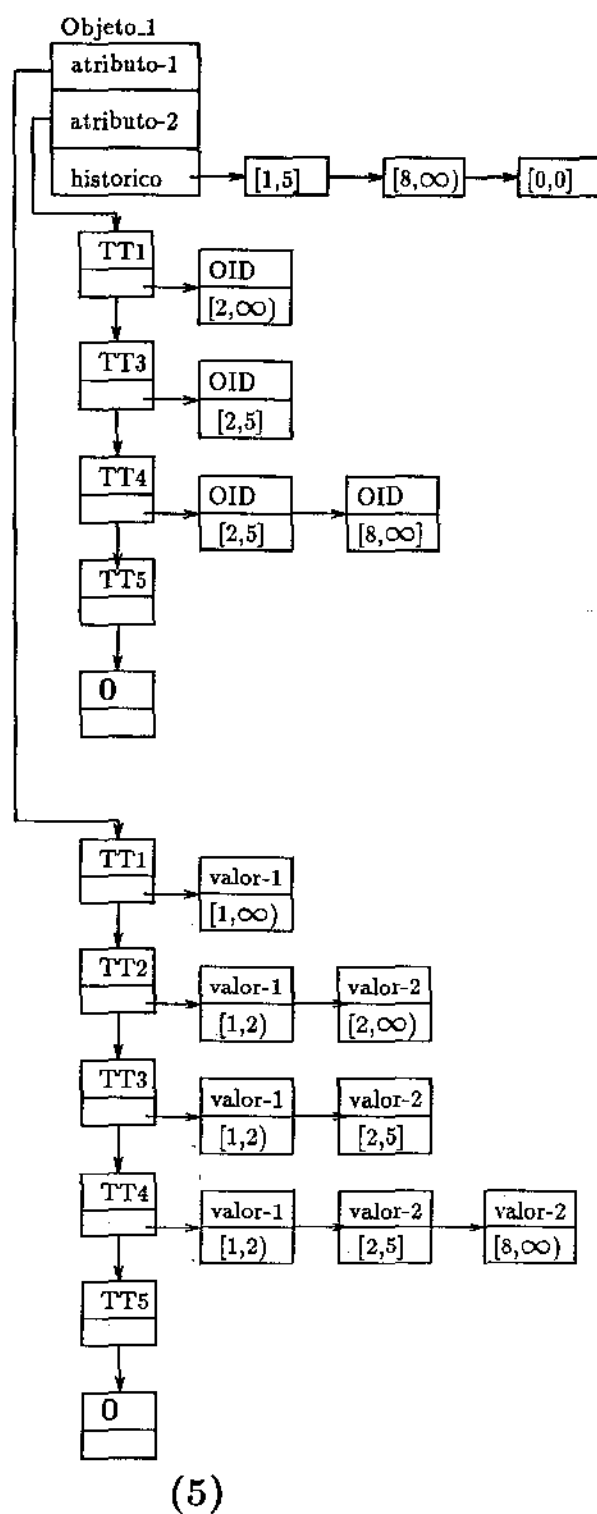 Objeto_1
atributo-1
atributo-2
historico
[1,5]
[8,∞)
[0,0]
TT1
OID
[2,∞)
TT3
OID
[2,5]
TT4
OID
[2,5]
OID
[8,∞]
TT5
0
TT1
valor-1
[1,∞)
TT2
valor-1
[1,2)
valor-2
[2,∞)
TT3
valor-1
[1,2)
valor-2
[2,5]
TT4
valor-1
[1,2)
valor-2
[2,5]
valor-2
[8,∞)
TT5
0
(5)